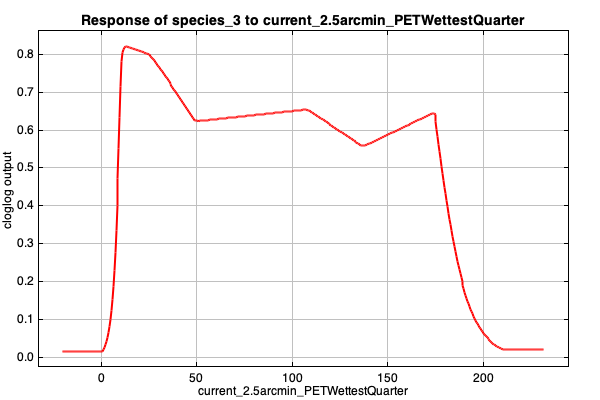 Response of species_3 to current_2.5arcmin_PETWettestQuarter
cloglog output
0.8
0.7
0.6
0.5
0.4
0.3
0.2
0.1
0.0
0 50 100 150 200
current_2.5arcmin_PETWettestQuarter